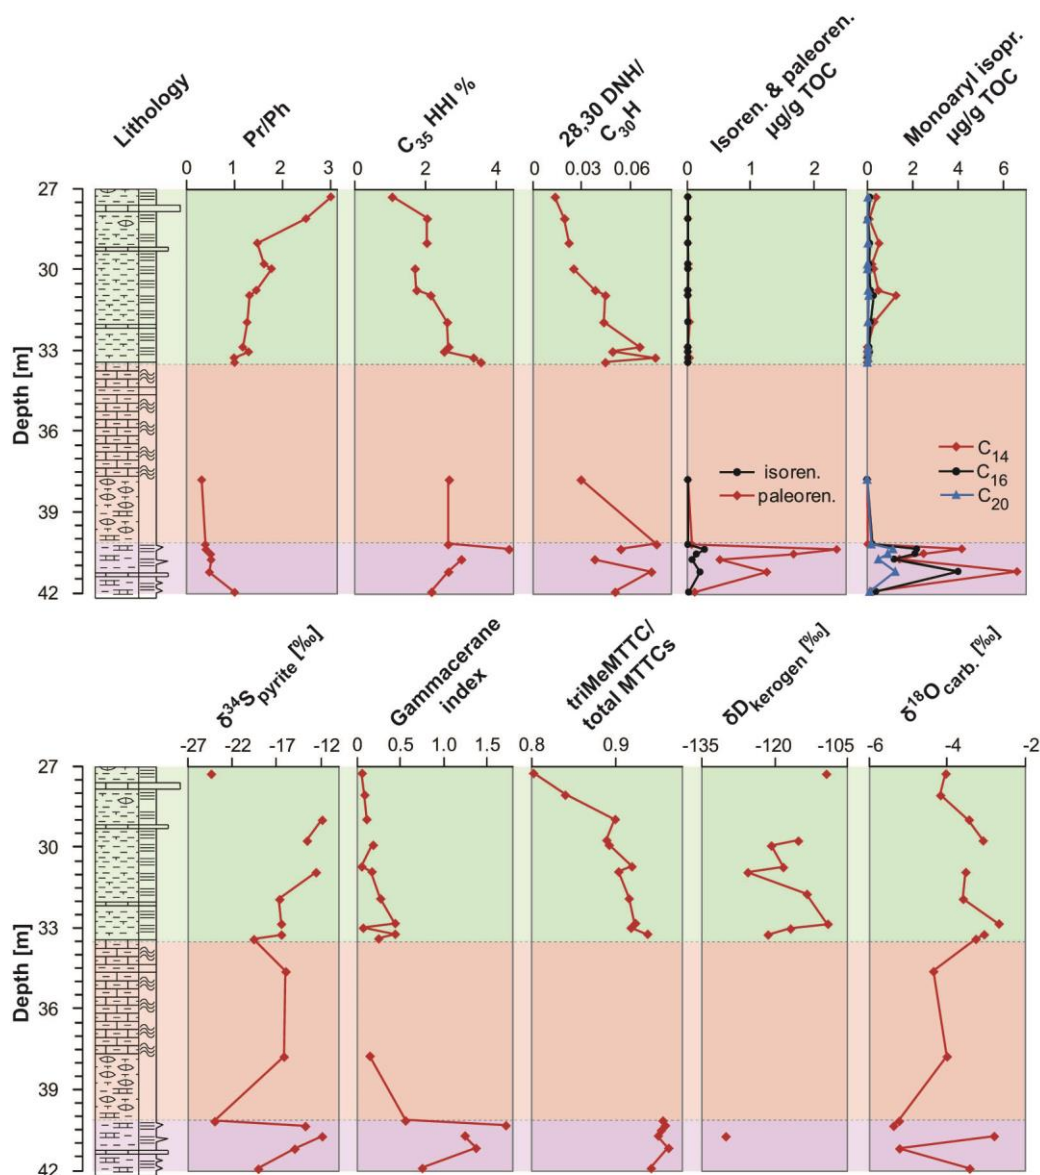 Lithology
Pr/Ph
C35 HHI %
28,30 DNH/
C30H
Isoren. & paleoren.
µg/g TOC
Monoaryl isopr.
µg/g TOC
0 1 2 3
0 2 4
0 0.03 0.06
0 1 2
0 2 4 6
Depth [m]
27
30
33
36
39
42
isoren.
paleoren.
C14
C16
C20
δ34Spyrite [‰]
Gammacerane
index
triMeMTTC/
total MTTCs
δDkerogen [‰]
δ18Ocarb. [‰]
-27 -22 -17 -12
0 0.5 1 1.5
0.8 0.9
-135 -120 -105
-6 -4 -2
Depth [m]
27
30
33
36
39
42